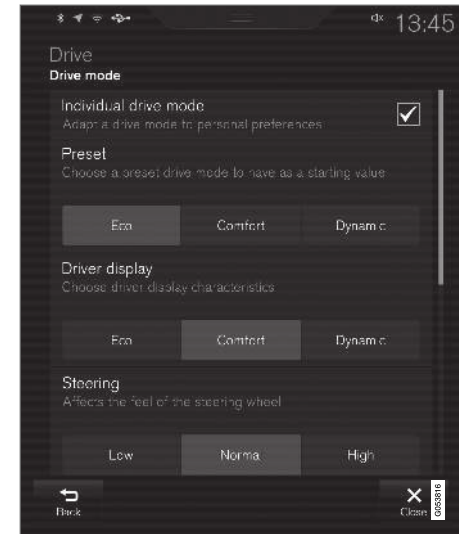 13:45
Drive
Drive mode
Individual drive mode
Adapt a drive mode to personal preferences
Preset
Choose a preset drive mode to have as a starting value
Eco Comfort Dynamic
Driver display
Choose driver display characteristics
Eco Comfort Dynamic
Steering
Affects the feel of the steering wheel
Low Normal High
Back Close
G053816